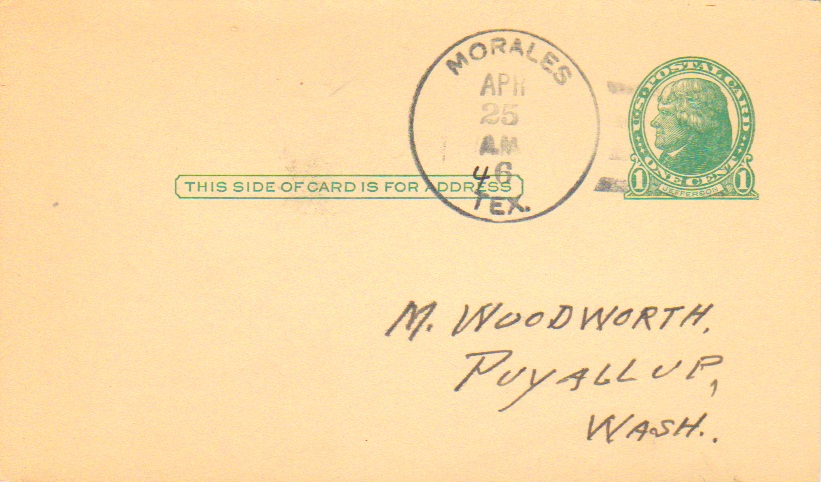 MORALES
APR
25
AM
46
TEX.
U.S. POSTAL CARD
ONE CENT
1 JEFFERSON 1
THIS SIDE OF CARD IS FOR ADDRESS
M. WOODWORTH,
PUYALLUP,
WASH.